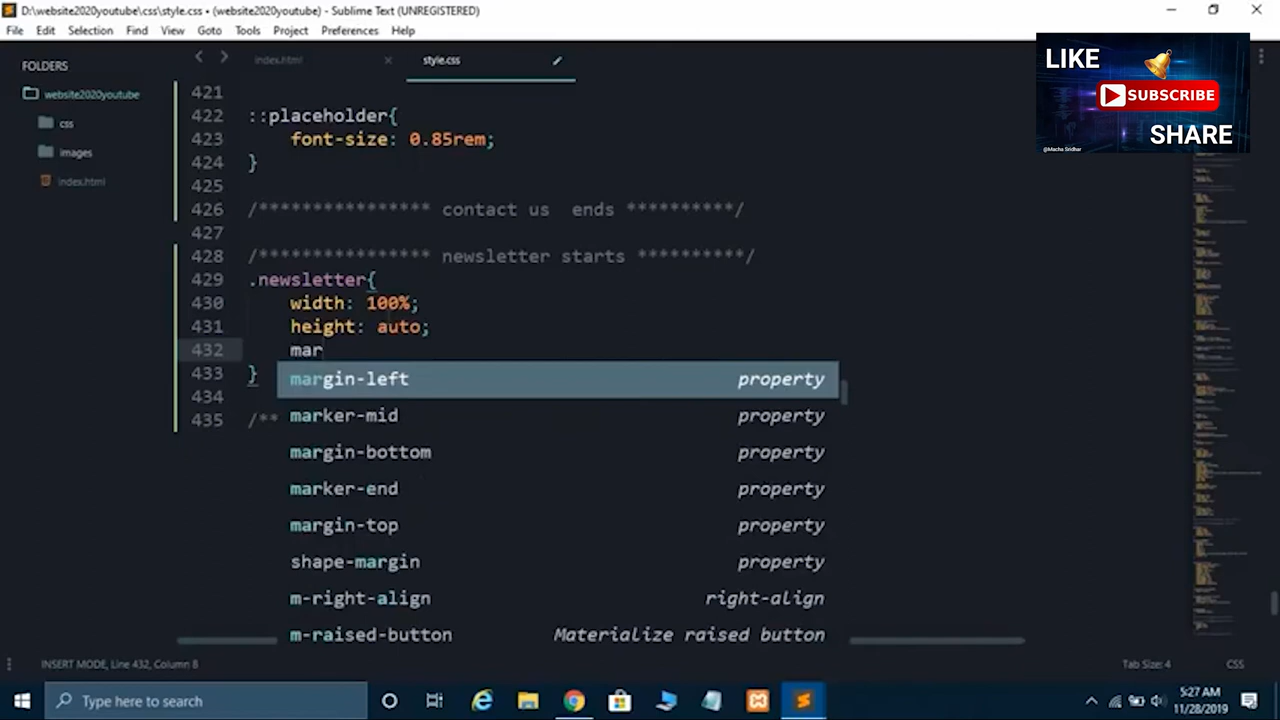 D:\website2020youtube\css\style.css • (website2020youtube) - Sublime Text (UNREGISTERED)
File Edit Selection Find View Goto Tools Project Preferences Help
FOLDERS
website2020youtube
css
images
index.html
index.html
style.css
LIKE
SUBSCRIBE
SHARE
@Macha Sridhar
421
422 ::placeholder{
423 font-size: 0.85rem;
424 }
425
426 /*************** contact us  ends **********/
427
428 /*************** newsletter starts **********/
429 .newsletter{
430 width: 100%;
431 height: auto;
432 mar
433 }
434
435 /**
margin-left property
marker-mid property
margin-bottom property
marker-end property
margin-top property
shape-margin property
m-right-align right-align
m-raised-button Materialize raised button
INSERT MODE, Line 432, Column 8
Tab Size: 4
CSS
Type here to search
5:27 AM
11/28/2019